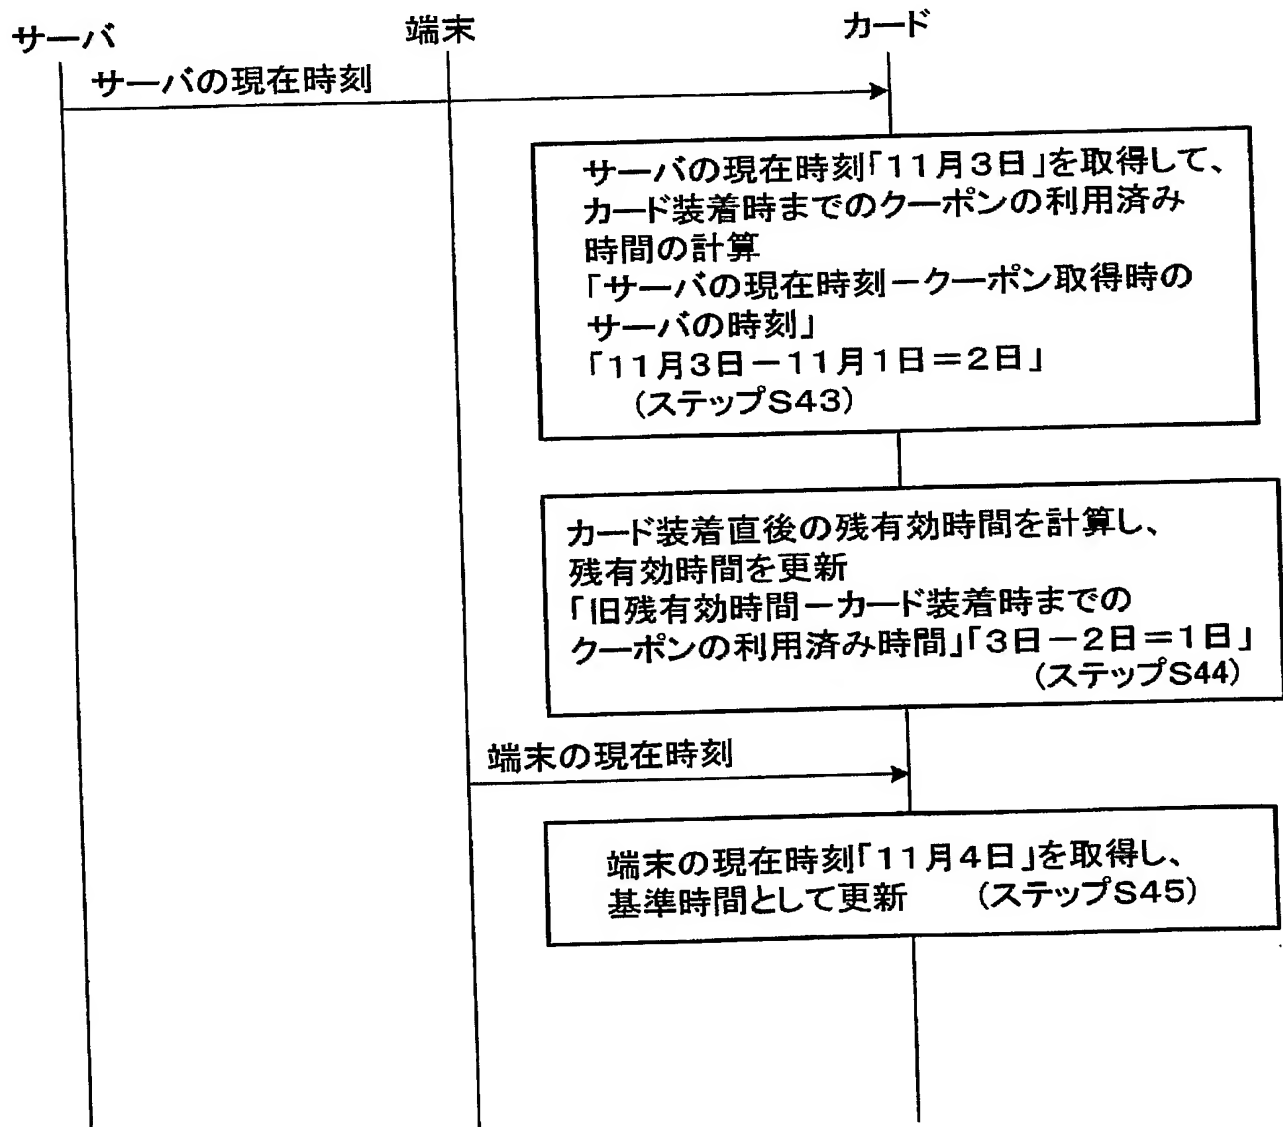 サーバ
端末
カード
サーバの現在時刻
サーバの現在時刻「11月3日」を取得して、
カード装着時までのクーポンの利用済み
時間の計算
「サーバの現在時刻－クーポン取得時の
サーバの時刻」
「11月3日－11月1日＝2日」
（ステップS43）
カード装着直後の残有効時間を計算し、
残有効時間を更新
「旧残有効時間－カード装着時までの
クーポンの利用済み時間」「3日－2日＝1日」
（ステップS44）
端末の現在時刻
端末の現在時刻「11月4日」を取得し、
基準時間として更新　　（ステップS45）